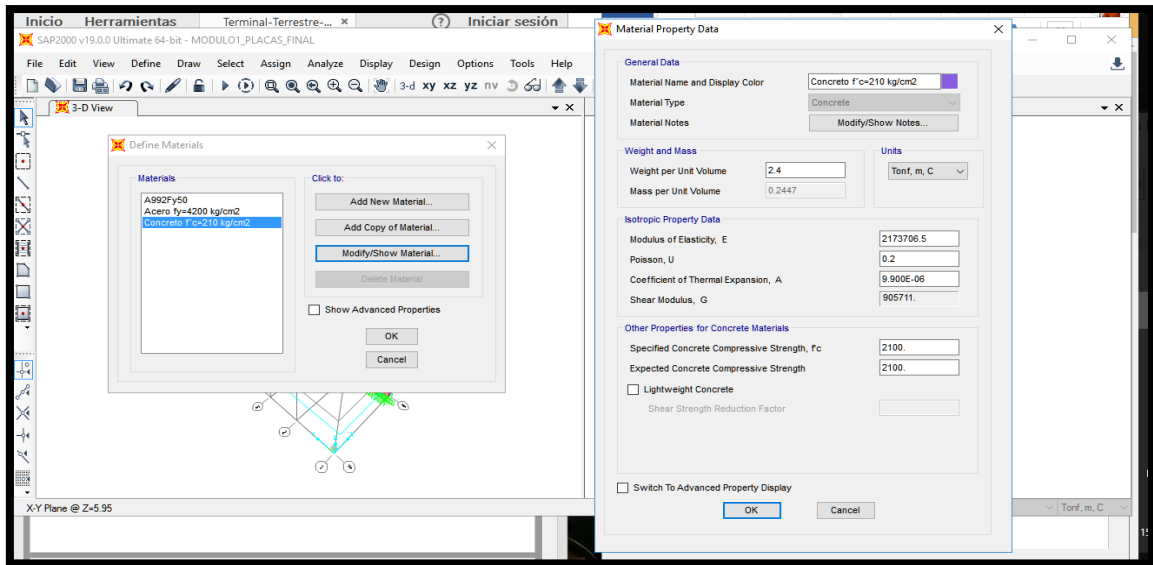 Inicio Herramientas Terminal-Terrestre-... × ? Iniciar sesión
SAP2000 v19.0.0 Ultimate 64-bit - MODULO1_PLACAS_FINAL
File Edit View Define Draw Select Assign Analyze Display Design Options Tools Help
3-d xy xz yz nv
3-D View
Define Materials
Materials
A992Fy50
Acero fy=4200 kg/cm2
Concreto f´c=210 kg/cm2
Click to:
Add New Material...
Add Copy of Material...
Modify/Show Material...
Delete Material
Show Advanced Properties
OK
Cancel
X-Y Plane @ Z=5.95
Material Property Data
General Data
Material Name and Display Color Concreto f´c=210 kg/cm2
Material Type Concrete
Material Notes Modify/Show Notes...
Weight and Mass
Weight per Unit Volume 2.4
Mass per Unit Volume 0.2447
Units
Tonf, m, C
Isotropic Property Data
Modulus of Elasticity, E 2173706.5
Poisson, U 0.2
Coefficient of Thermal Expansion, A 9.900E-06
Shear Modulus, G 905711.
Other Properties for Concrete Materials
Specified Concrete Compressive Strength, f'c 2100.
Expected Concrete Compressive Strength 2100.
Lightweight Concrete
Shear Strength Reduction Factor
Switch To Advanced Property Display
OK Cancel
Tonf, m, C